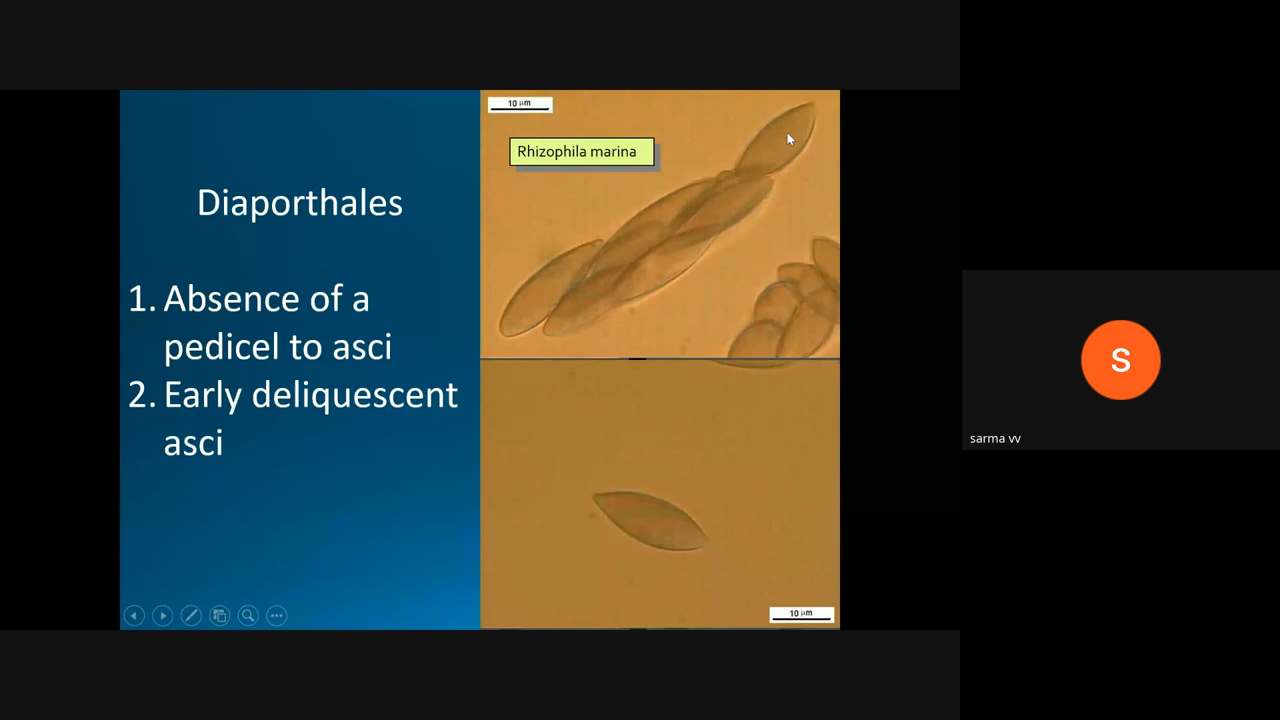 Diaporthales
1. Absence of a
pedicel to asci
2. Early deliquescent
asci
10 µm
Rhizophila marina
10 µm
S
sarma vv